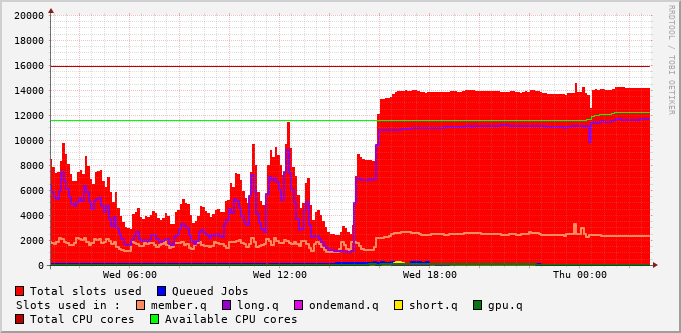 20000
18000
16000
14000
12000
10000
8000
6000
4000
2000
0
Wed 06:00 Wed 12:00 Wed 18:00 Thu 00:00
Total slots used Queued Jobs
Slots used in : member.q long.q ondemand.q short.q gpu.q
Total CPU cores Available CPU cores
RRDTOOL / TOBI OETIKER